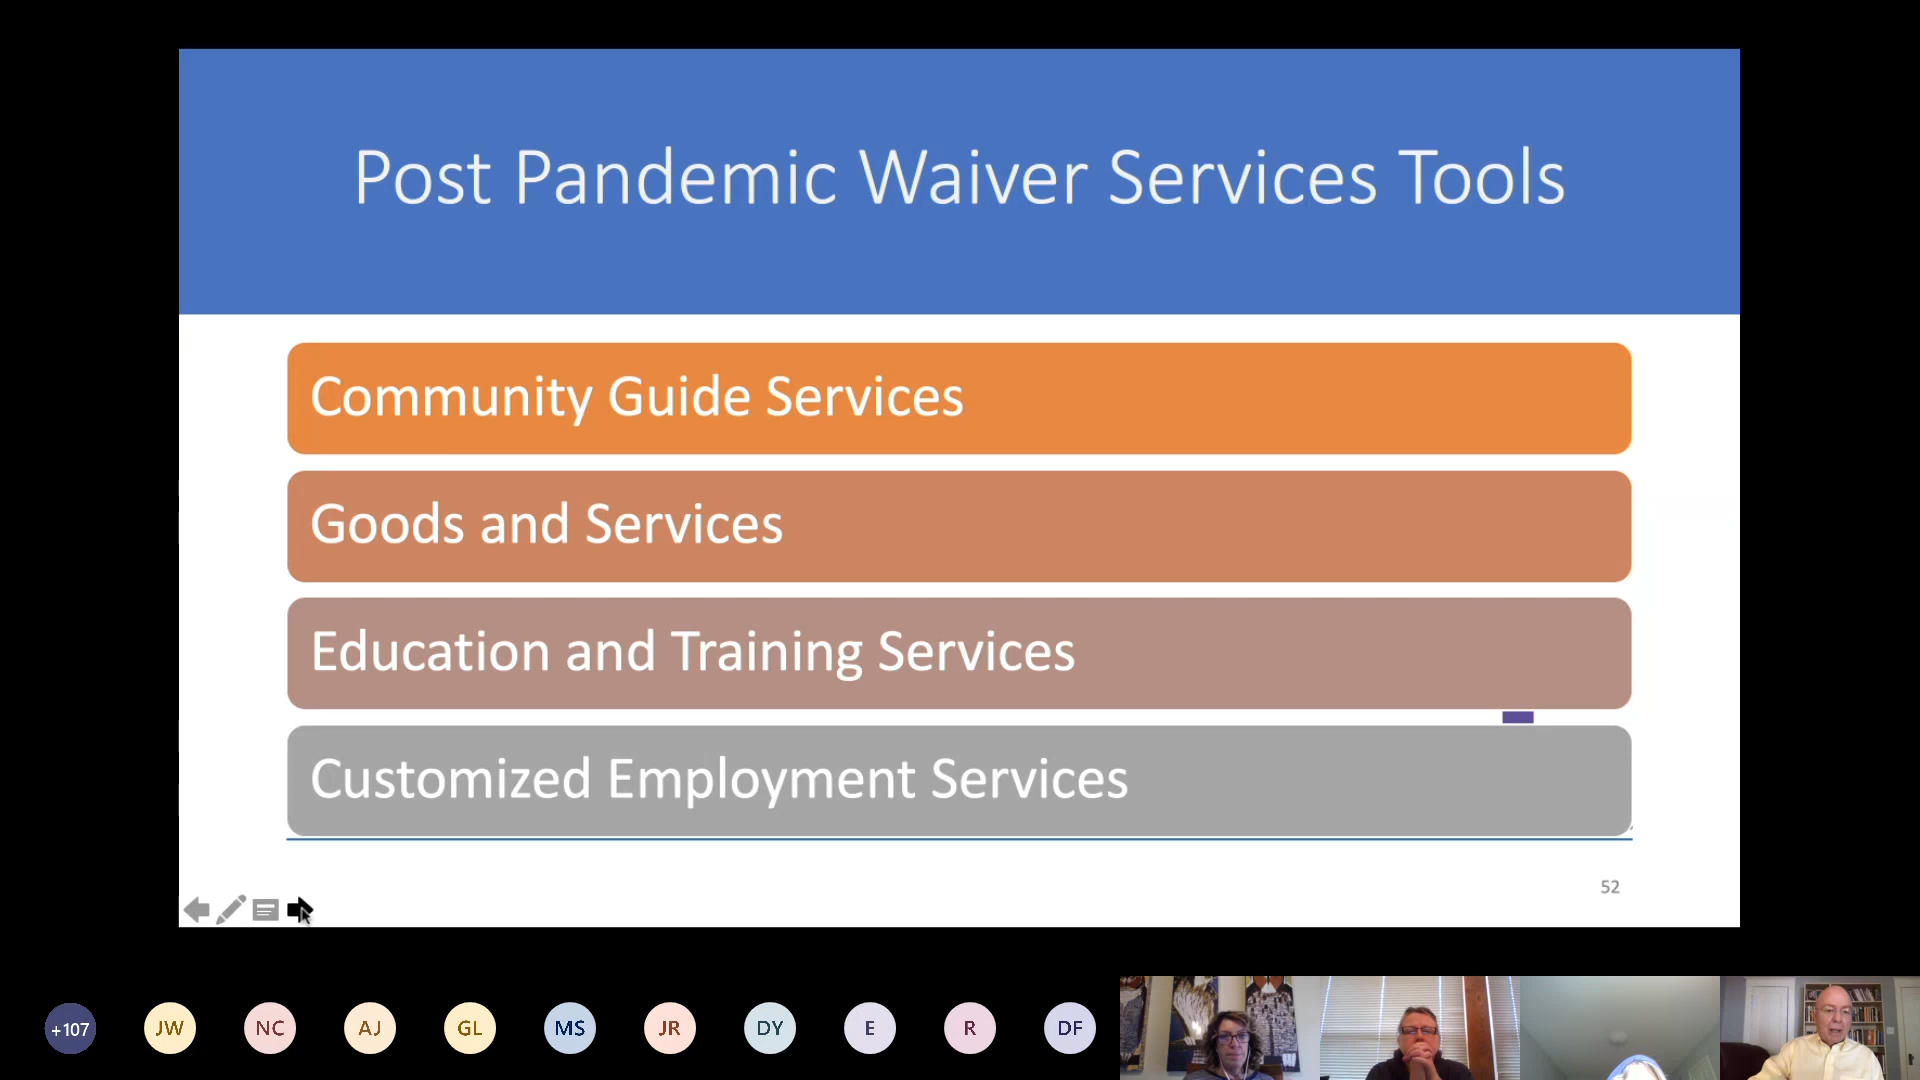 Post Pandemic Waiver Services Tools
Community Guide Services
Goods and Services
Education and Training Services
Customized Employment Services
52
+107
JW
NC
AJ
GL
MS
JR
DY
E
R
DF